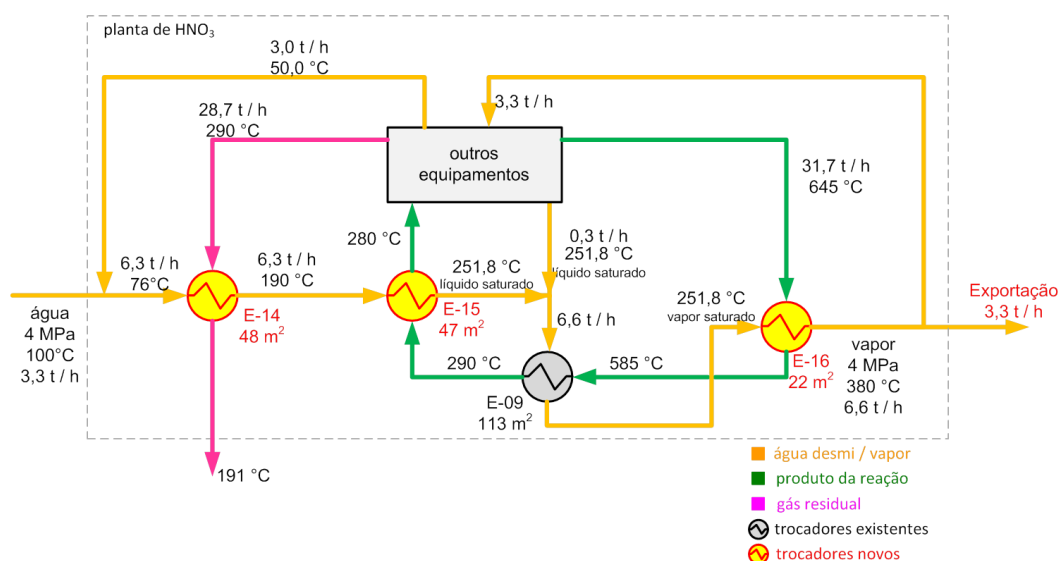 planta de HNO₃
3,0 t / h
50,0 °C
28,7 t / h
290 °C
3,3 t / h
outros
equipamentos
31,7 t / h
645 °C
280 °C
0,3 t / h
251,8 °C
líquido saturado
6,3 t / h
76°C
6,3 t / h
190 °C
251,8 °C
líquido saturado
251,8 °C
vapor saturado
Exportação
3,3 t / h
E-14
48 m²
E-15
47 m²
6,6 t / h
água
4 MPa
100°C
3,3 t / h
290 °C
585 °C
E-16
22 m²
vapor
4 MPa
380 °C
6,6 t / h
E-09
113 m²
191 °C
água desmi / vapor
produto da reação
gás residual
trocadores existentes
trocadores novos